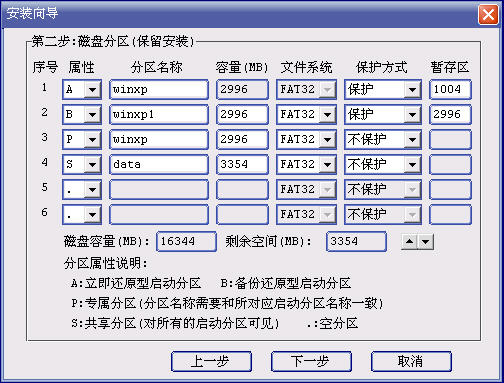 安装向导
第二步:磁盘分区(保留安装)
序号 属性 分区名称 容量(MB) 文件系统 保护方式 暂存区
1 A winxp 2996 FAT32 保护 1004
2 B winxp1 2996 FAT32 保护 2996
3 P winxp 2996 FAT32 不保护
4 S data 3354 FAT32 不保护
5 . FAT32 不保护
6 . FAT32 不保护
磁盘容量(MB): 16344 剩余空间(MB): 3354
分区属性说明:
A:立即还原型启动分区 B:备份还原型启动分区
P:专属分区(分区名称需要和所对应启动分区名称一致)
S:共享分区(对所有的启动分区可见) .:空分区
上一步 下一步 取消